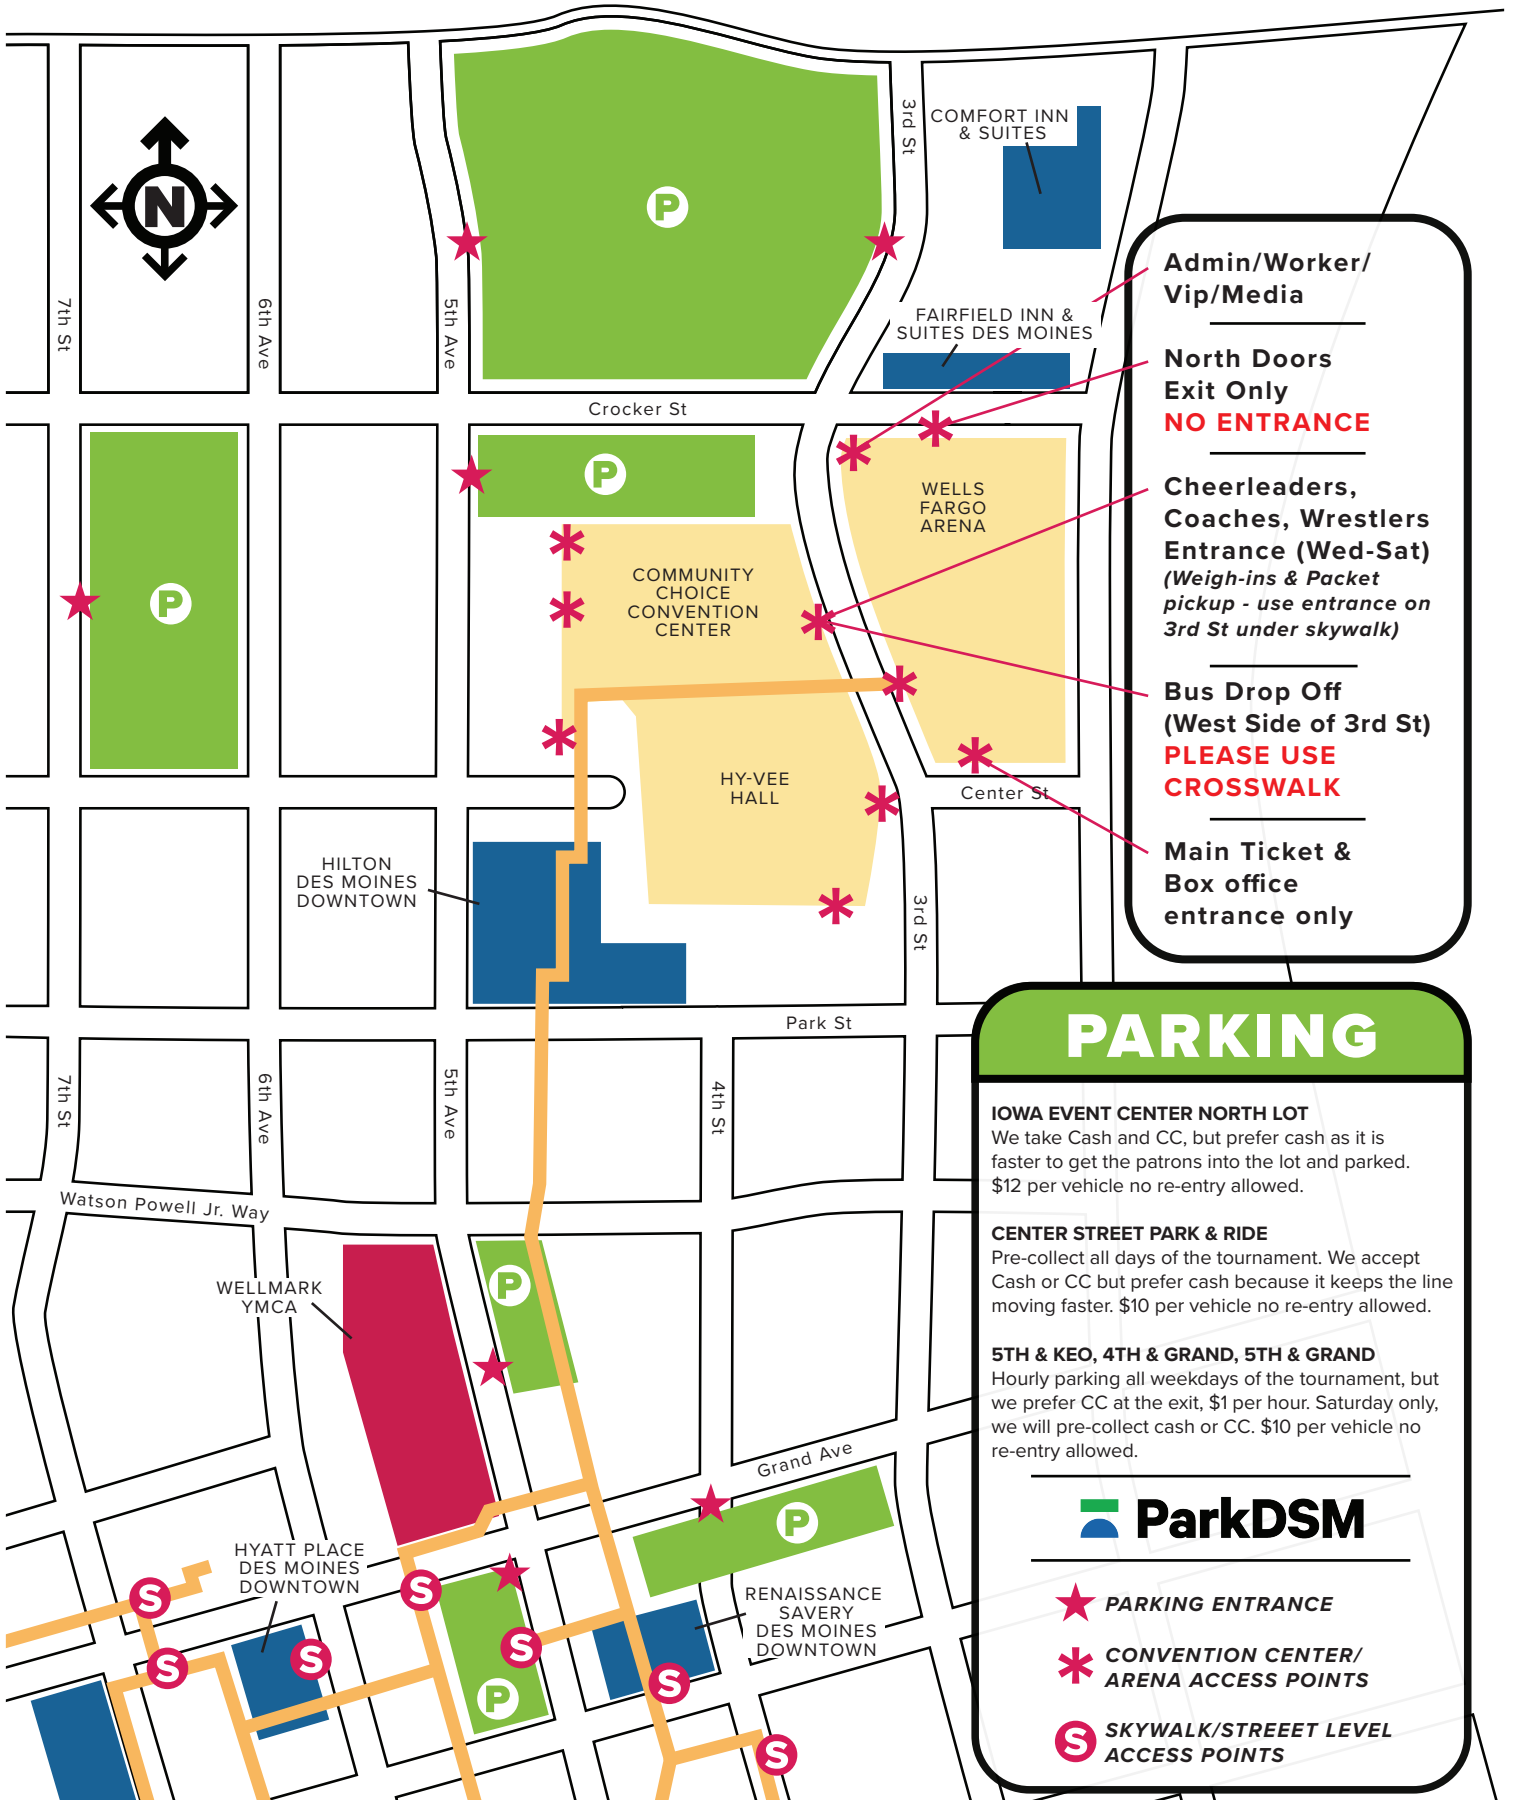 3rd St
COMFORT INN
& SUITES
P
N
7th St
6th Ave
5th Ave
FAIRFIELD INN &
SUITES DES MOINES
Crocker St
P
P
WELLS
FARGO
ARENA
COMMUNITY
CHOICE
CONVENTION
CENTER
HY-VEE
HALL
Center St
HILTON
DES MOINES
DOWNTOWN
3rd St
Park St
7th St
6th Ave
5th Ave
4th St
Watson Powell Jr. Way
WELLMARK
YMCA
P
Grand Ave
P
HYATT PLACE
DES MOINES
DOWNTOWN
S
S
S
S
S
P
RENAISSANCE
SAVERY
DES MOINES
DOWNTOWN
S
S
Admin/Worker/
Vip/Media
North Doors
Exit Only
NO ENTRANCE
Cheerleaders,
Coaches, Wrestlers
Entrance (Wed-Sat)
(Weigh-ins & Packet
pickup - use entrance on
3rd St under skywalk)
Bus Drop Off
(West Side of 3rd St)
PLEASE USE
CROSSWALK
Main Ticket &
Box office
entrance only
PARKING
IOWA EVENT CENTER NORTH LOT
We take Cash and CC, but prefer cash as it is
faster to get the patrons into the lot and parked.
$12 per vehicle no re-entry allowed.
CENTER STREET PARK & RIDE
Pre-collect all days of the tournament. We accept
Cash or CC but prefer cash because it keeps the line
moving faster. $10 per vehicle no re-entry allowed.
5TH & KEO, 4TH & GRAND, 5TH & GRAND
Hourly parking all weekdays of the tournament, but
we prefer CC at the exit, $1 per hour. Saturday only,
we will pre-collect cash or CC. $10 per vehicle no
re-entry allowed.
ParkDSM
PARKING ENTRANCE
CONVENTION CENTER/
ARENA ACCESS POINTS
S SKYWALK/STREEET LEVEL
ACCESS POINTS